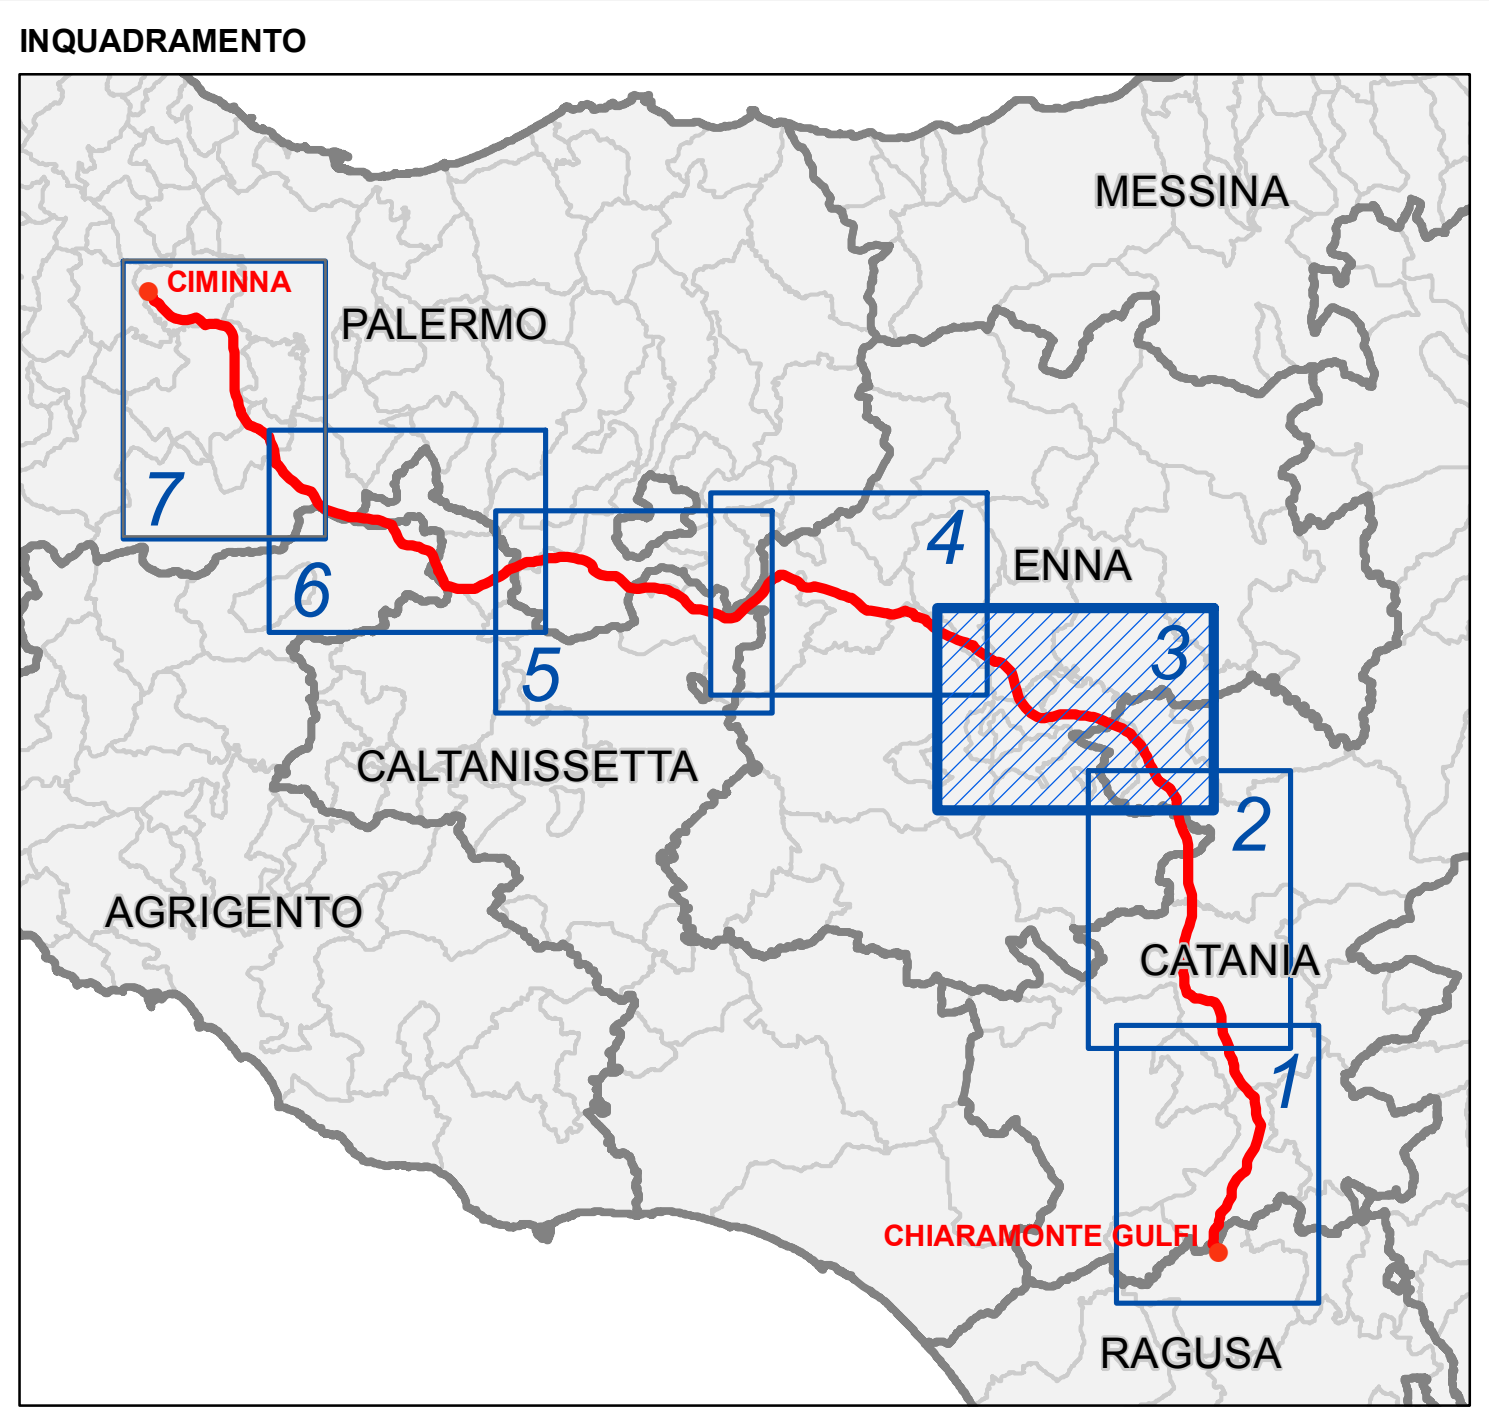 INQUADRAMENTO
MESSINA
CIMINNA
PALERMO
7
4
ENNA
6
3
5
CALTANISSETTA
2
AGRIGENTO
CATANIA
1
CHIARAMONTE GULFI
RAGUSA